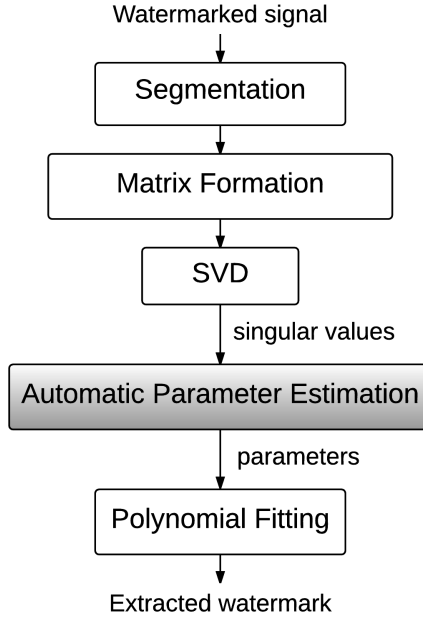 Watermarked signal
Segmentation
Matrix Formation
SVD
singular values
Automatic Parameter Estimation
parameters
Polynomial Fitting
Extracted watermark